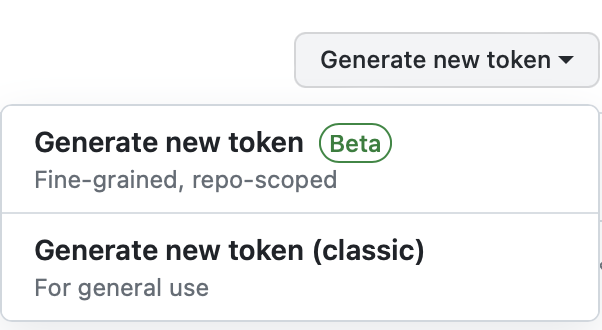 Generate new token
Generate new token Beta
Fine-grained, repo-scoped
Generate new token (classic)
For general use